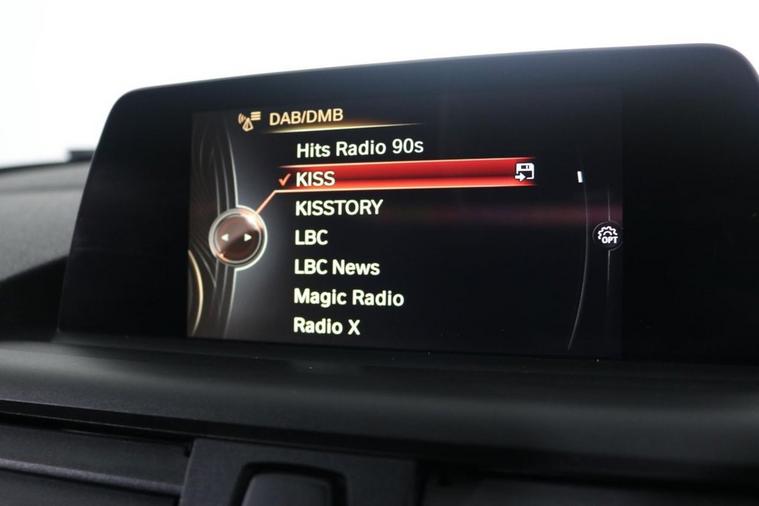 DAB/DMB
Hits Radio 90s
KISS
KISSTORY
LBC
OPT
LBC News
Magic Radio
Radio X